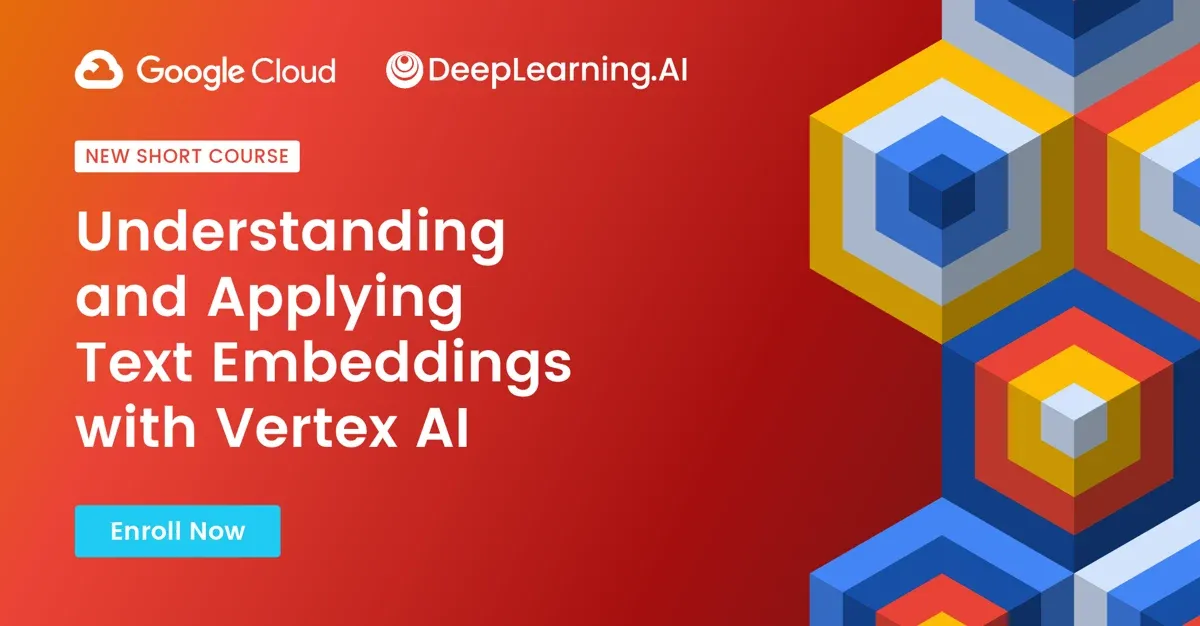 Google Cloud
DeepLearning.AI
NEW SHORT COURSE
Understanding
and Applying
Text Embeddings
with Vertex AI
Enroll Now